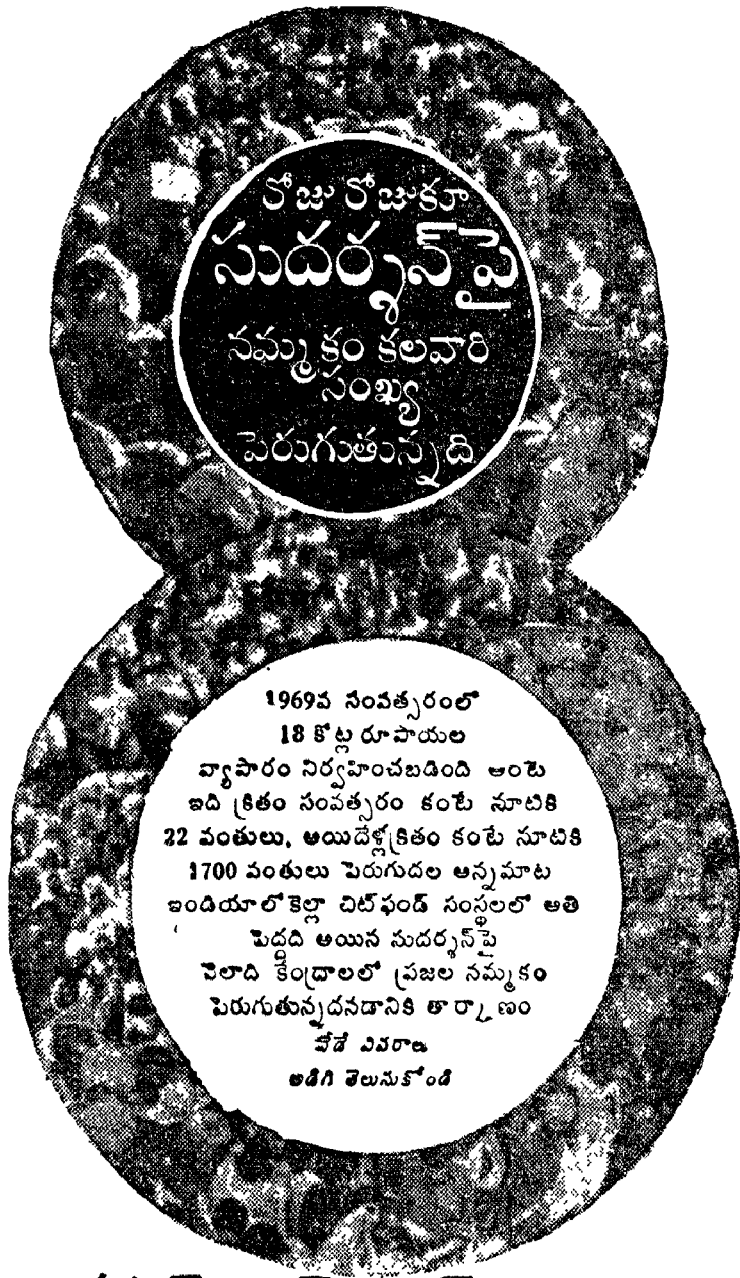 రోజు రోజుకూ
సుదర్శన్‌పై
నమ్మకం కలవారి
సంఖ్య
పెరుగుతున్నది
1969వ సంవత్సరంలో
18 కోట్ల రూపాయల
వ్యాపారం నిర్వహించబడింది అంటే
ఇది క్రితం సంవత్సరం కంటే నూటికి
22 వంతులు, అయిదేళ్లక్రితం కంటే నూటికి
1700 వంతులు పెరుగుదల అన్నమాట
ఇండియాలో కెల్లా చిట్‌ఫండ్ సంస్థలలో అతి
పెద్దది అయిన సుదర్శన్‌పై
వేలాది కేంద్రాలలో ప్రజల నమ్మకం
పెరుగుతున్నదనడానికి తార్కాణం
నేడే వివరాలు
అడిగి తెలుసుకోండి